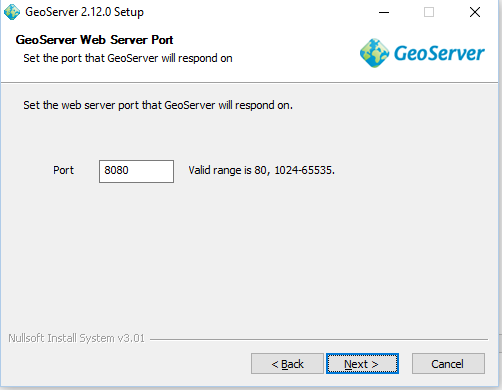 GeoServer 2.12.0 Setup
GeoServer Web Server Port
Set the port that GeoServer will respond on
GeoServer
Set the web server port that GeoServer will respond on.
Port 8080 Valid range is 80, 1024-65535.
Nullsoft Install System v3.01
< Back Next > Cancel